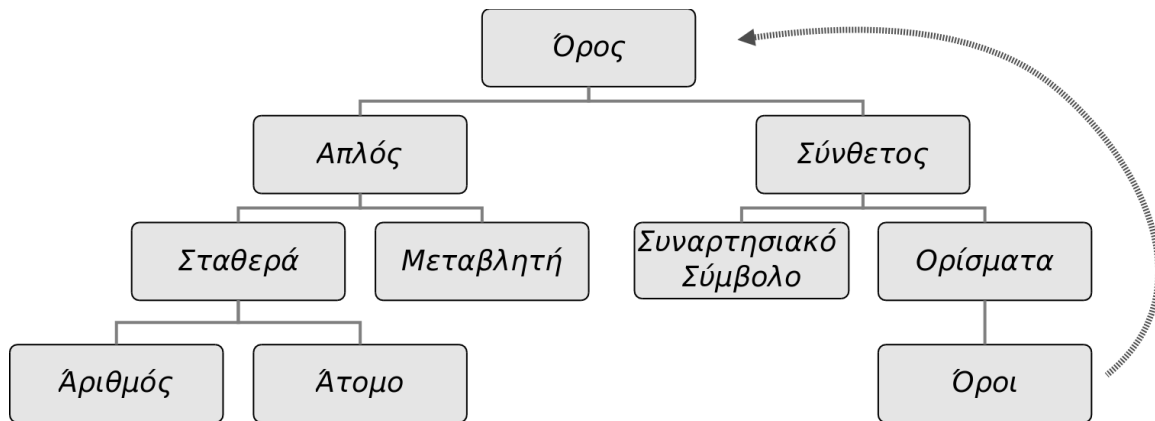 Όρος
Απλός
Σύνθετος
Σταθερά
Μεταβλητή
Συναρτησιακό
Σύμβολο
Ορίσματα
Άριθμός
Άτομο
Όροι